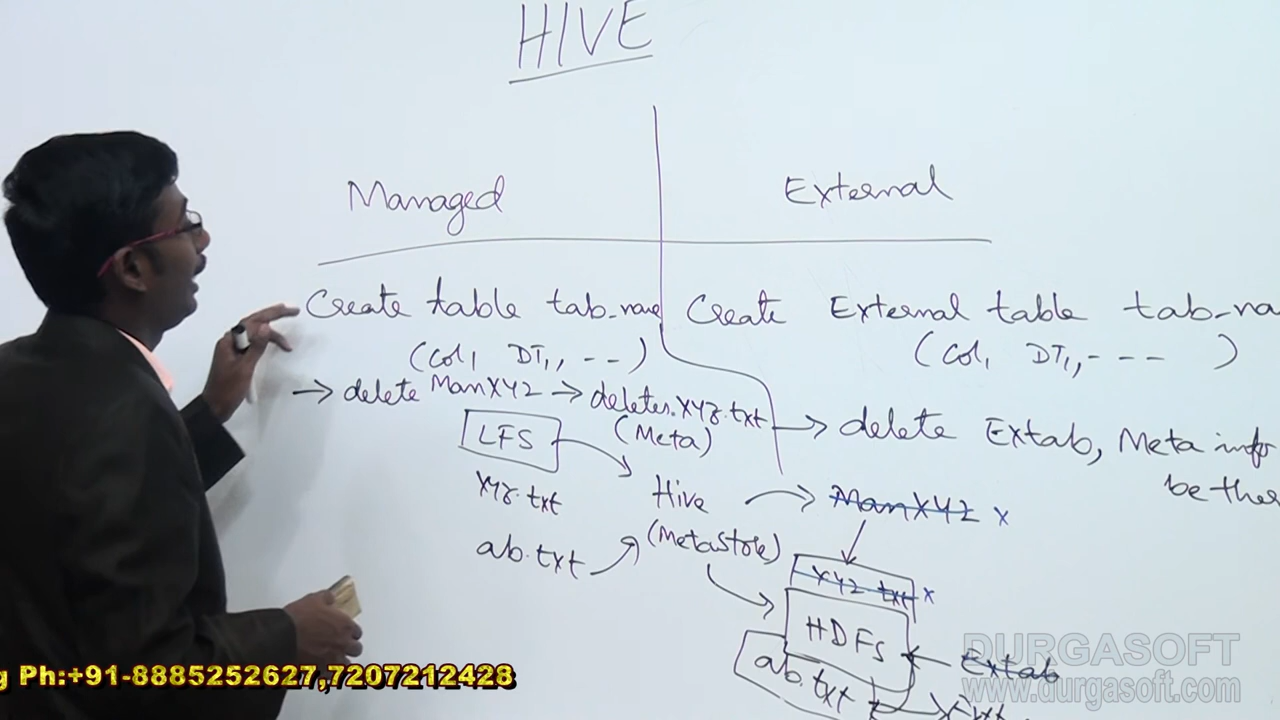 HIVE
Managed
External
Create table tab_name
(Col1 DT1, - - )
Create External table tab_na
(Col1 DT1, - - - )
→ delete ManXYZ → deletes.XYZ.txt
(Meta)
→ delete Extab, Meta info
be ther
LFS
xyz.txt
ab.txt
Hive
(Metastore)
ManXYZ x
XYZ txt x
HDFS
ab.txt
Extab
g Ph:+91-8885252627,7207212428
DURGASOFT
www.durgasoft.com